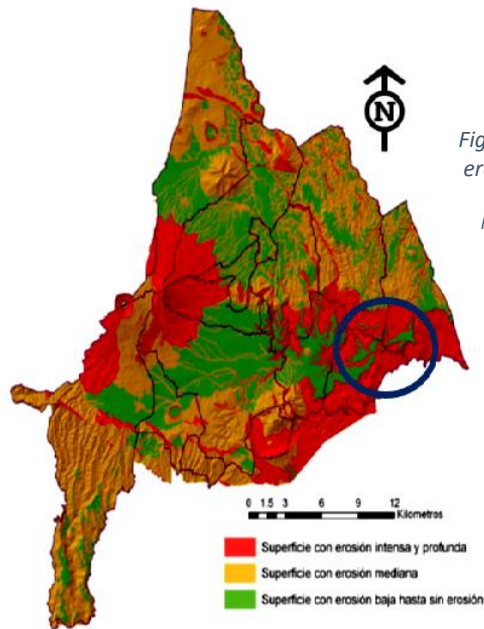 N
Fig
ero
0 1.5 3 6 9 12
Kilometros
Superficie con erosión intensa y profunda
Superficie con erosión mediana
Superficie con erosión baja hasta sin erosión